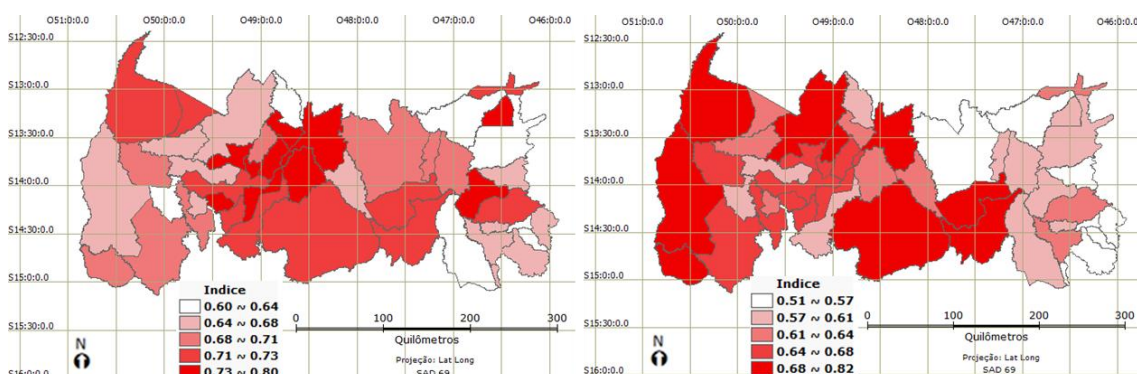 O51:0:0.0 O50:0:0.0 O49:0:0.0 O48:0:0.0 O47:0:0.0 O46:0:0.0
S12:30:0.0
S13:0:0.0
S13:30:0.0
S14:0:0.0
S14:30:0.0
S15:0:0.0
S15:30:0.0
S16:0:0.0
Indice
0.60 ~ 0.64
0.64 ~ 0.68
0.68 ~ 0.71
0.71 ~ 0.73
0.73 ~ 0.80
N
0 100 200 300
Quilômetros
Projeção: Lat Long
SAD 69
O51:0:0.0 O50:0:0.0 O49:0:0.0 O48:0:0.0 O47:0:0.0 O46:0:0.0
S12:30:0.0
S13:0:0.0
S13:30:0.0
S14:0:0.0
S14:30:0.0
S15:0:0.0
S15:30:0.0
S16:0:0.0
Indice
0.51 ~ 0.57
0.57 ~ 0.61
0.61 ~ 0.64
0.64 ~ 0.68
0.68 ~ 0.82
N
0 100 200 300
Quilômetros
Projeção: Lat Long
SAD 69